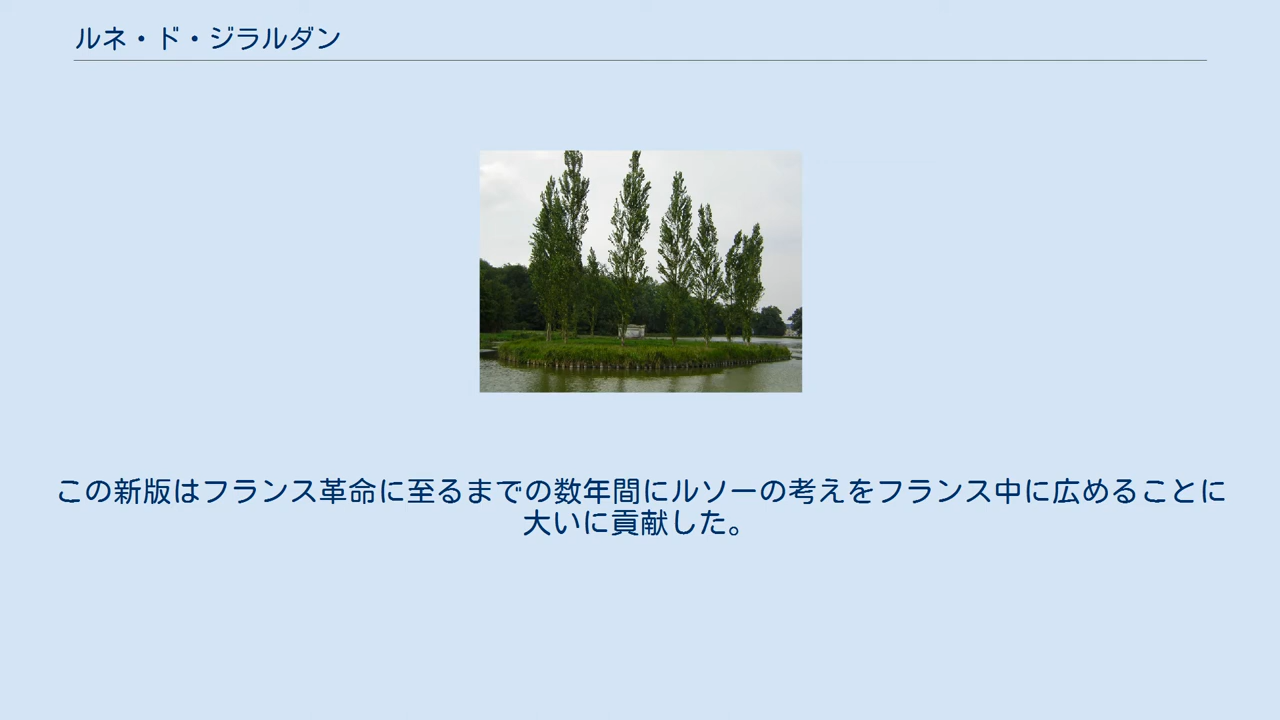 ルネ・ド・ジラルダン
この新版はフランス革命に至るまでの数年間にルソーの考えをフランス中に広めることに
大いに貢献した。